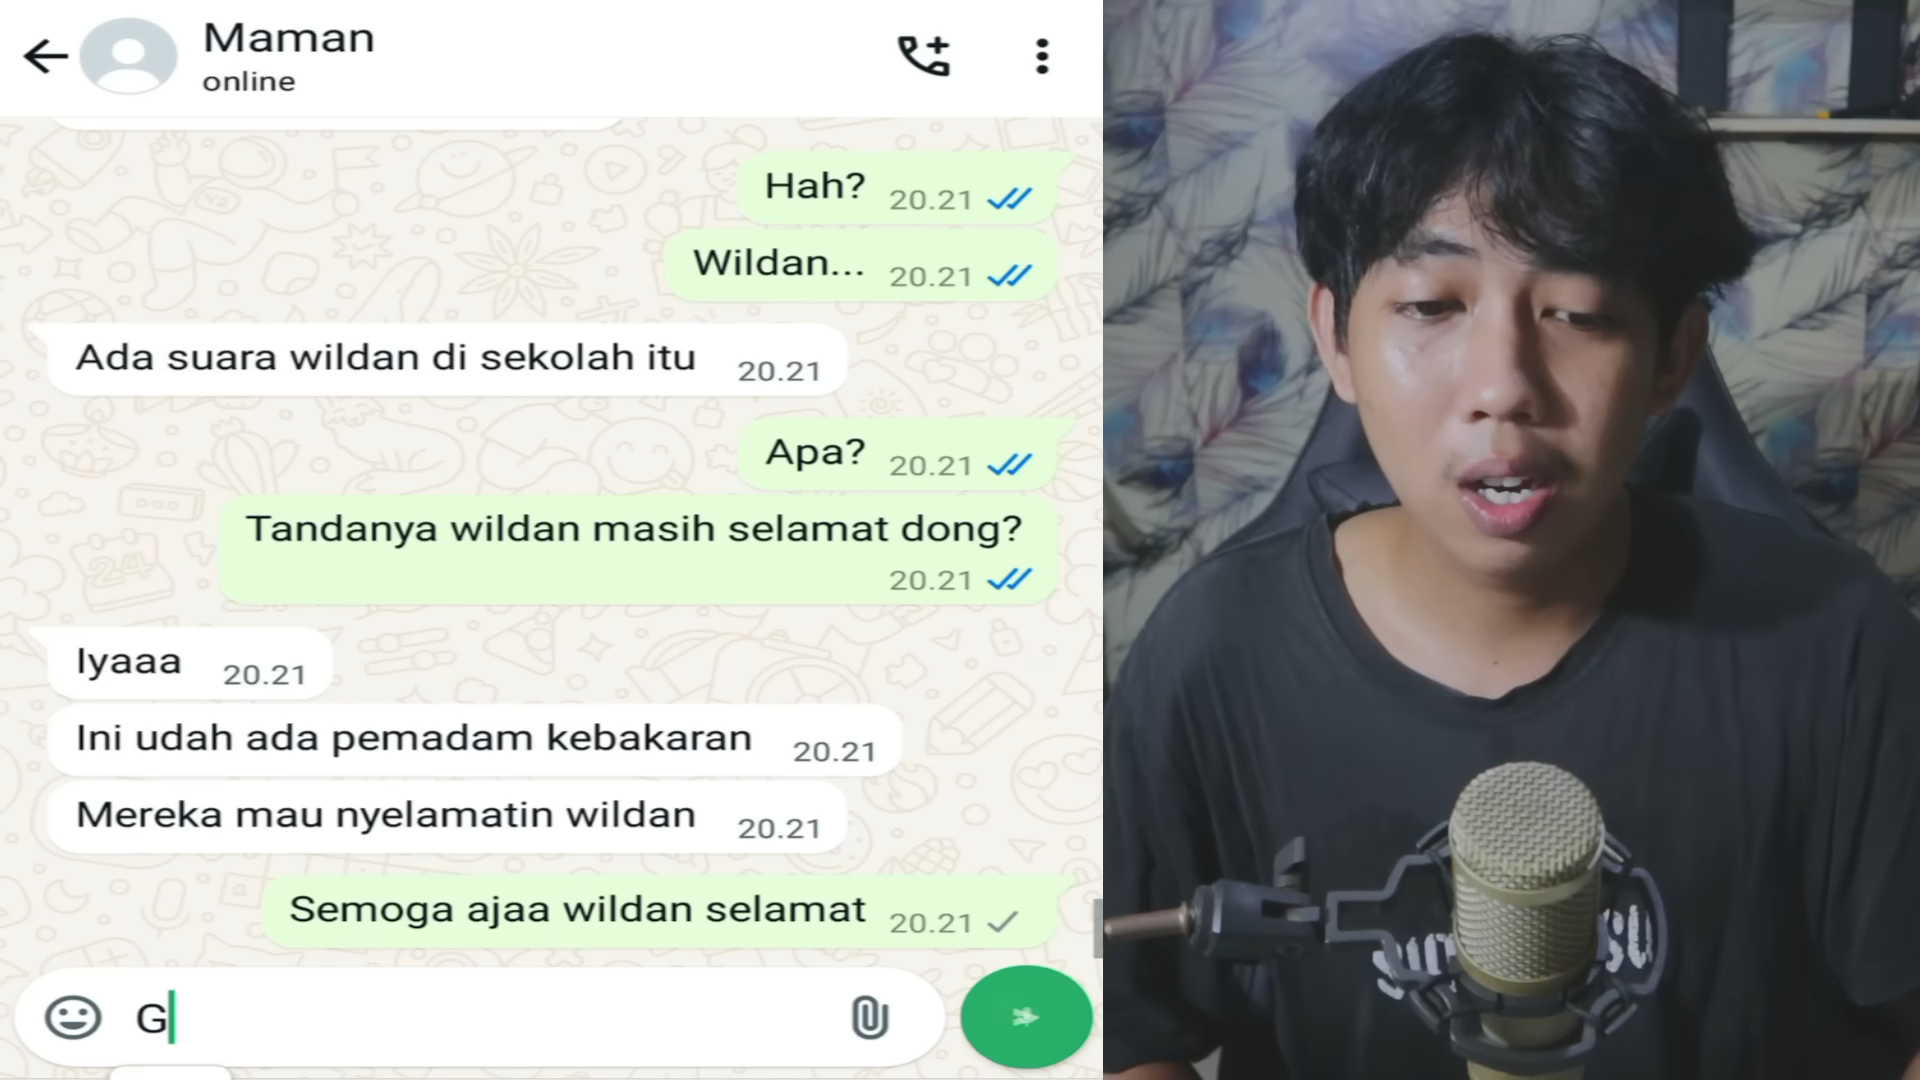 Maman
online
Hah? 20.21
Wildan... 20.21
Ada suara wildan di sekolah itu 20.21
Apa? 20.21
Tandanya wildan masih selamat dong?
20.21
Iyaaa 20.21
Ini udah ada pemadam kebakaran 20.21
Mereka mau nyelamatin wildan 20.21
Semoga ajaa wildan selamat 20.21
G